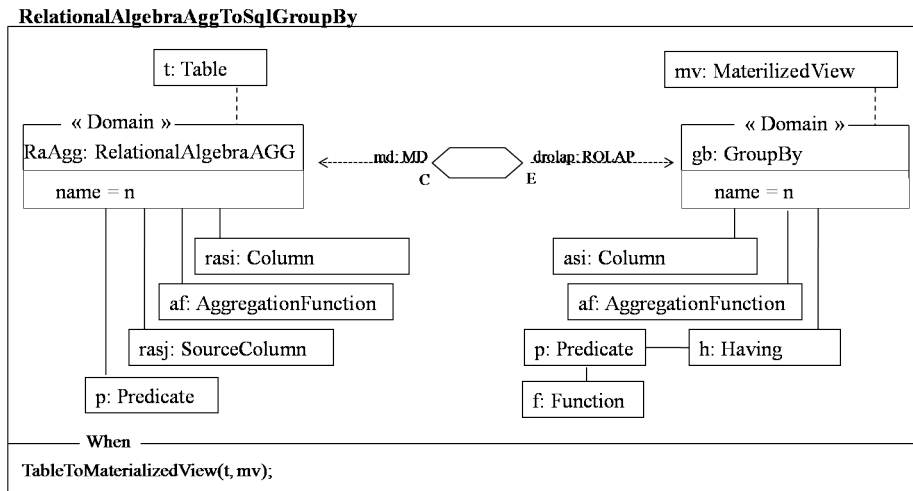 RelationalAlgebraAggToSqlGroupBy
t: Table
mv: MaterilizedView
« Domain »
« Domain »
RaAgg: RelationalAlgebraAGG
md: MD
drolap: ROLAP
gb: GroupBy
C
E
name = n
name = n
rasi: Column
asi: Column
af: AggregationFunction
af: AggregationFunction
rasj: SourceColumn
p: Predicate
h: Having
p: Predicate
f: Function
When
TableToMaterializedView(t, mv);